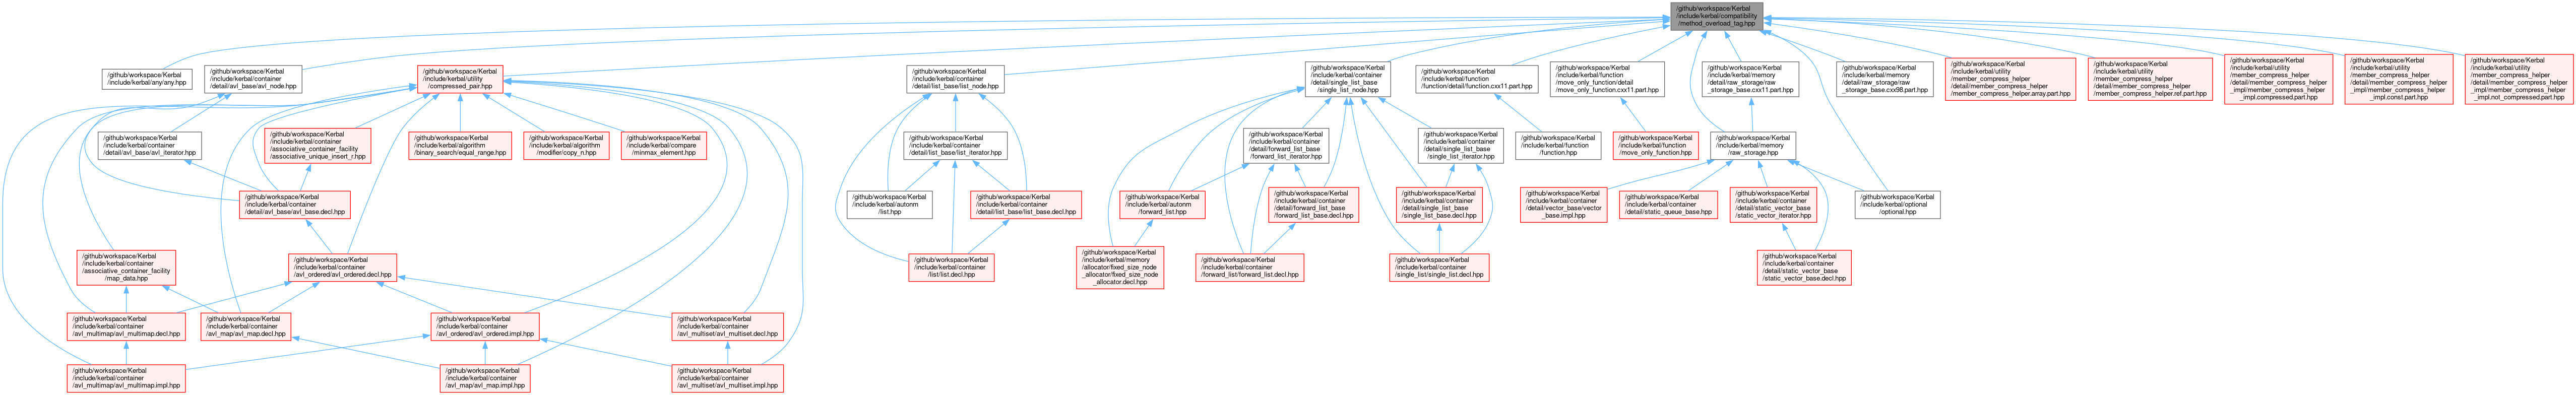 /github/workspace/Kerbal
/include/kerbal/compatibility
/method_overload_tag.hpp
/github/workspace/Kerbal
/include/kerbal/any/any.hpp
/github/workspace/Kerbal
/include/kerbal/container
/detail/avl_base/avl_node.hpp
/github/workspace/Kerbal
/include/kerbal/utility
/compressed_pair.hpp
/github/workspace/Kerbal
/include/kerbal/container
/detail/list_base/list_node.hpp
/github/workspace/Kerbal
/include/kerbal/container
/detail/single_list_base
/single_list_node.hpp
/github/workspace/Kerbal
/include/kerbal/function
/function/detail/function.cxx11.part.hpp
/github/workspace/Kerbal
/include/kerbal/function
/move_only_function/detail
/move_only_function.cxx11.part.hpp
/github/workspace/Kerbal
/include/kerbal/memory
/detail/raw_storage/raw
_storage_base.cxx11.part.hpp
/github/workspace/Kerbal
/include/kerbal/memory
/detail/raw_storage/raw
_storage_base.cxx98.part.hpp
/github/workspace/Kerbal
/include/kerbal/utility
/member_compress_helper
/detail/member_compress_helper
/member_compress_helper.array.part.hpp
/github/workspace/Kerbal
/include/kerbal/utility
/member_compress_helper
/detail/member_compress_helper
/member_compress_helper.ref.part.hpp
/github/workspace/Kerbal
/include/kerbal/utility
/member_compress_helper
/detail/member_compress_helper
_impl/member_compress_helper
_impl.compressed.part.hpp
/github/workspace/Kerbal
/include/kerbal/utility
/member_compress_helper
/detail/member_compress_helper
_impl/member_compress_helper
_impl.const.part.hpp
/github/workspace/Kerbal
/include/kerbal/utility
/member_compress_helper
/detail/member_compress_helper
_impl/member_compress_helper
_impl.not_compressed.part.hpp
/github/workspace/Kerbal
/include/kerbal/container
/detail/avl_base/avl_iterator.hpp
/github/workspace/Kerbal
/include/kerbal/container
/associative_container_facility
/associative_unique_insert_r.hpp
/github/workspace/Kerbal
/include/kerbal/algorithm
/binary_search/equal_range.hpp
/github/workspace/Kerbal
/include/kerbal/algorithm
/modifier/copy_n.hpp
/github/workspace/Kerbal
/include/kerbal/compare
/minmax_element.hpp
/github/workspace/Kerbal
/include/kerbal/container
/detail/list_base/list_iterator.hpp
/github/workspace/Kerbal
/include/kerbal/container
/detail/forward_list_base
/forward_list_iterator.hpp
/github/workspace/Kerbal
/include/kerbal/container
/detail/single_list_base
/single_list_iterator.hpp
/github/workspace/Kerbal
/include/kerbal/function
/function.hpp
/github/workspace/Kerbal
/include/kerbal/function
/move_only_function.hpp
/github/workspace/Kerbal
/include/kerbal/memory
/raw_storage.hpp
/github/workspace/Kerbal
/include/kerbal/container
/detail/avl_base/avl_base.decl.hpp
/github/workspace/Kerbal
/include/kerbal/autonm
/list.hpp
/github/workspace/Kerbal
/include/kerbal/container
/detail/list_base/list_base.decl.hpp
/github/workspace/Kerbal
/include/kerbal/autonm
/forward_list.hpp
/github/workspace/Kerbal
/include/kerbal/container
/detail/forward_list_base
/forward_list_base.decl.hpp
/github/workspace/Kerbal
/include/kerbal/container
/detail/single_list_base
/single_list_base.decl.hpp
/github/workspace/Kerbal
/include/kerbal/container
/detail/vector_base/vector
_base.impl.hpp
/github/workspace/Kerbal
/include/kerbal/container
/detail/static_queue_base.hpp
/github/workspace/Kerbal
/include/kerbal/container
/detail/static_vector_base
/static_vector_iterator.hpp
/github/workspace/Kerbal
/include/kerbal/optional
/optional.hpp
/github/workspace/Kerbal
/include/kerbal/container
/associative_container_facility
/map_data.hpp
/github/workspace/Kerbal
/include/kerbal/container
/avl_ordered/avl_ordered.decl.hpp
/github/workspace/Kerbal
/include/kerbal/container
/list/list.decl.hpp
/github/workspace/Kerbal
/include/kerbal/memory
/allocator/fixed_size_node
_allocator/fixed_size_node
_allocator.decl.hpp
/github/workspace/Kerbal
/include/kerbal/container
/forward_list/forward_list.decl.hpp
/github/workspace/Kerbal
/include/kerbal/container
/single_list/single_list.decl.hpp
/github/workspace/Kerbal
/include/kerbal/container
/detail/static_vector_base
/static_vector_base.decl.hpp
/github/workspace/Kerbal
/include/kerbal/container
/avl_multimap/avl_multimap.decl.hpp
/github/workspace/Kerbal
/include/kerbal/container
/avl_map/avl_map.decl.hpp
/github/workspace/Kerbal
/include/kerbal/container
/avl_ordered/avl_ordered.impl.hpp
/github/workspace/Kerbal
/include/kerbal/container
/avl_multiset/avl_multiset.decl.hpp
/github/workspace/Kerbal
/include/kerbal/container
/avl_multimap/avl_multimap.impl.hpp
/github/workspace/Kerbal
/include/kerbal/container
/avl_map/avl_map.impl.hpp
/github/workspace/Kerbal
/include/kerbal/container
/avl_multiset/avl_multiset.impl.hpp